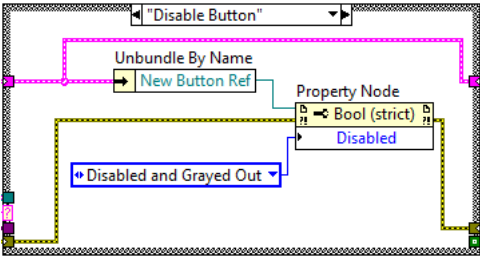 "Disable Button"
Unbundle By Name
New Button Ref
Property Node
Bool (strict)
Disabled
Disabled and Grayed Out
?